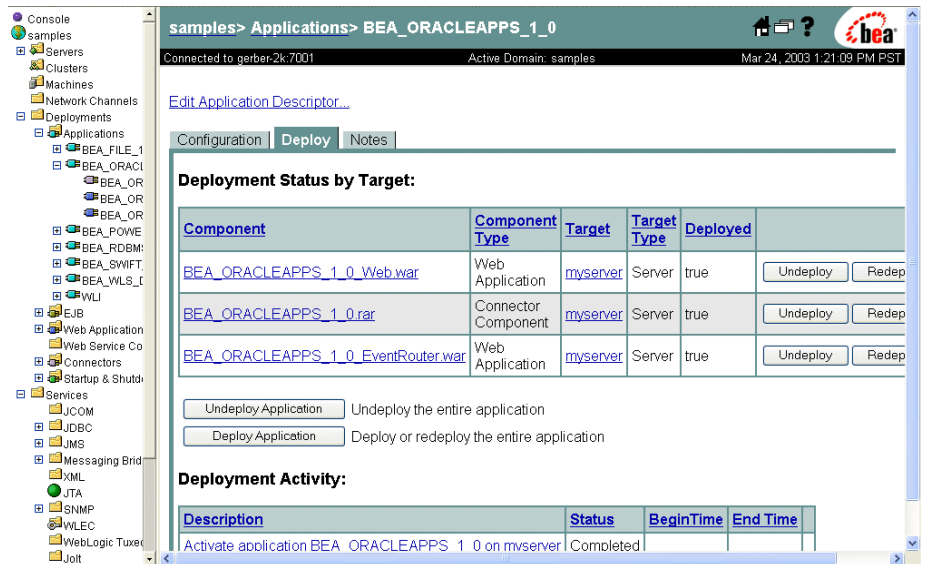 Console
samples
Servers
Clusters
Machines
Network Channels
Deployments
Applications
BEA_FILE_1
BEA_ORACL
BEA_OR
BEA_OR
BEA_OR
BEA_POWE
BEA_RDBM
BEA_SWIFT_
BEA_WLS_
WLI
EJB
Web Application
Web Service Co
Connectors
Startup & Shutd
Services
JCOM
JDBC
JMS
Messaging Brid
XML
JTA
SNMP
WLEC
WebLogic Tuxed
Jolt
samples> Applications> BEA_ORACLEAPPS_1_0
?
bea
Connected to gerber-2k:7001 Active Domain: samples Mar 24, 2003 1:21:09 PM PST
Edit Application Descriptor...
Configuration Deploy Notes
Deployment Status by Target:
Component Component Type Target Target Type Deployed
BEA_ORACLEAPPS_1_0_Web.war Web Application myserver Server true Undeploy Redep
BEA_ORACLEAPPS_1_0.rar Connector Component myserver Server true Undeploy Redep
BEA_ORACLEAPPS_1_0_EventRouter.war Web Application myserver Server true Undeploy Redep
Undeploy Application Undeploy the entire application
Deploy Application Deploy or redeploy the entire application
Deployment Activity:
Description Status BeginTime End Time
Activate application BEA_ORACLEAPPS_1_0 on myserver Completed